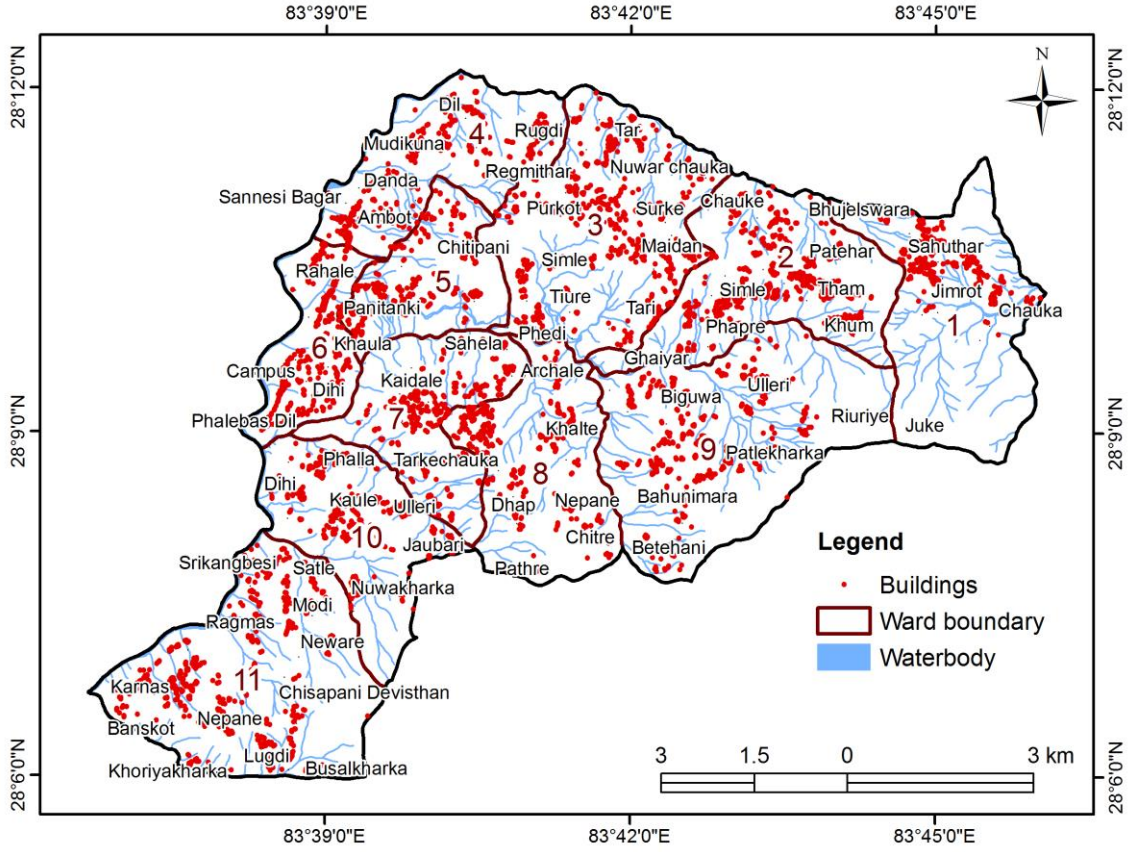 83°39'0"E 83°42'0"E 83°45'0"E
28°12'0"N 28°12'0"N
N
Dil
4
Rugdi
Tar
Mudikuna
Regmithar
Nuwar chauka
Danda
Sannesi Bagar
Ambot
Purkot
Surke
Chauke
Bhujelswara
3
Chitipani
Maidan
2
Patehar
Sahuthar
Rahale
Simle
5
Panitanki
Tiure
Tari
Simle
Tham
Jimrot
Chauka
1
Phedi
Phapre
Khum
Khaula
Sahela
6
Ghaiyar
Campus
Archale
Dihi
Kaidale
Biguwa
Ulleri
Phalebas Dil
7
Khalte
Riuriye
Juke
28°9'0"N 28°9'0"N
9
Phalla
Tarkechauka
Patlekharka
8
Dihi
Kaule
Ulleri
Dhap
Nepane
Bahunimara
10
Jaubari
Chitre
Betehani
Srikangbesi
Satle
Pathre
Nuwakharka
Modi
Ragmas
Neware
11
Karnas
Chisapani Devisthan
Nepane
Banskot
Lugdi
Khoriyakharka
Busalkharka
Legend
Buildings
Ward boundary
Waterbody
3 1.5 0 3 km
28°6'0"N 28°6'0"N
83°39'0"E 83°42'0"E 83°45'0"E